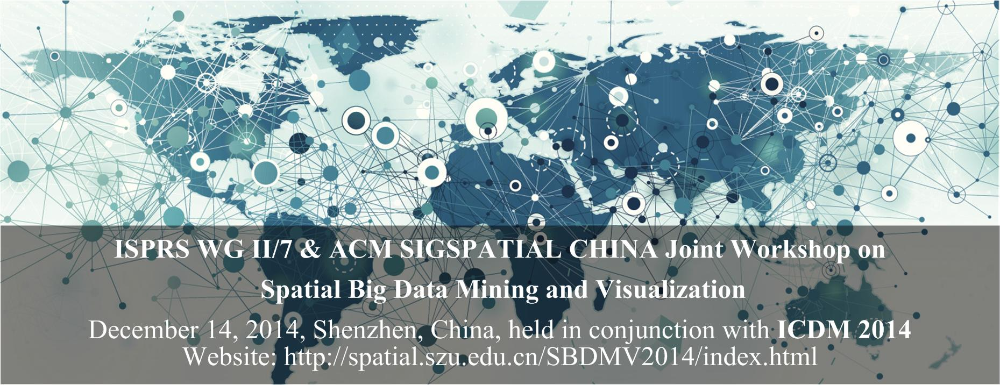 ISPRS WG II/7 & ACM SIGSPATIAL CHINA Joint Workshop on
Spatial Big Data Mining and Visualization
December 14, 2014, Shenzhen, China, held in conjunction with ICDM 2014
Website: http://spatial.szu.edu.cn/SBDMV2014/index.html